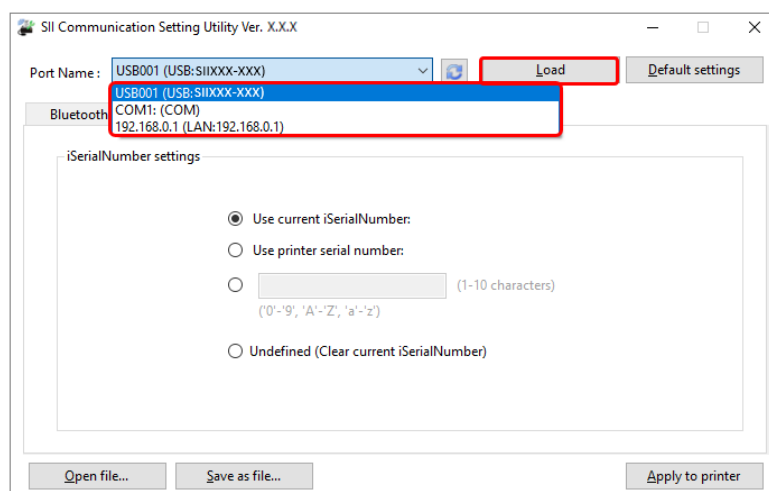 SII Communication Setting Utility Ver. X.X.X
Port Name : USB001 (USB:SIIXXX-XXX) Load Default settings
USB001 (USB:SIIXXX-XXX)
COM1: (COM)
192.168.0.1 (LAN:192.168.0.1)
Bluetooth
iSerialNumber settings
Use current iSerialNumber:
Use printer serial number:
(1-10 characters)
('0'-'9', 'A'-'Z', 'a'-'z')
Undefined (Clear current iSerialNumber)
Open file... Save as file... Apply to printer